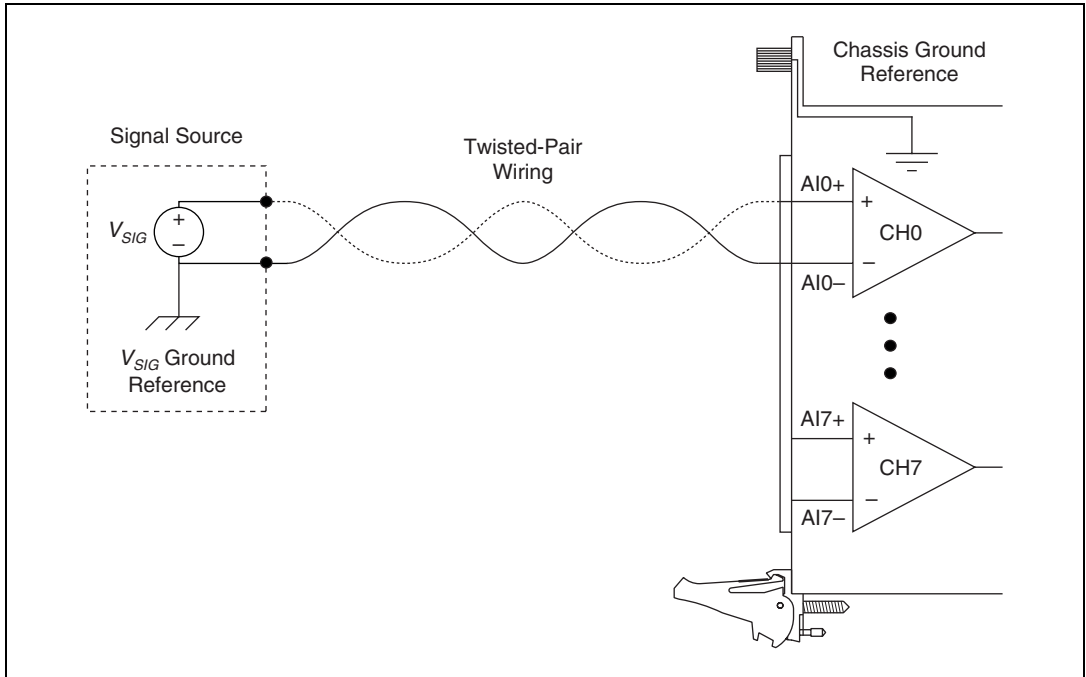 Chassis Ground
Reference
Signal Source
Twisted-Pair
Wiring
AI0+
+
CH0
V_SIG
+
–
–
AI0–
V_SIG Ground
Reference
AI7+
+
CH7
–
AI7–